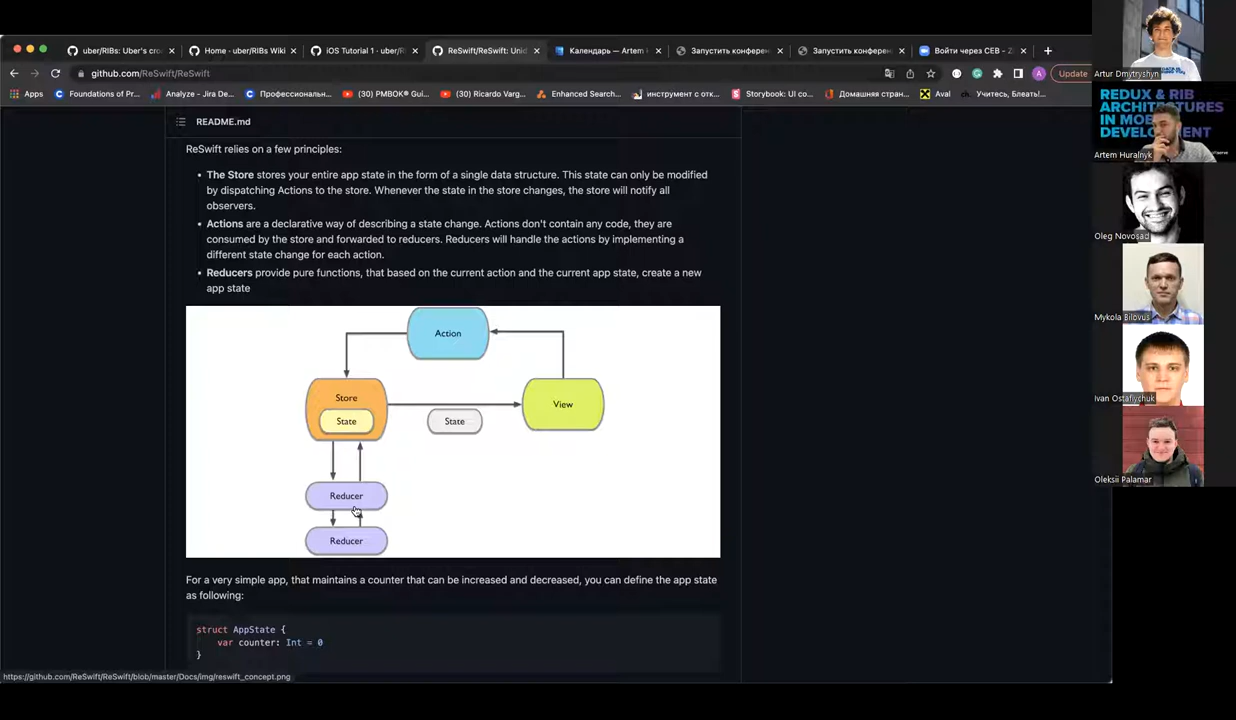 uber/RIBs: Uber's cro
Home · uber/RIBs Wiki
iOS Tutorial 1 · uber/R
ReSwift/ReSwift: Unid
Календарь — Artem
Запустить конферен
Запустить конферен
Войти через СЕВ - Z
github.com/ReSwift/ReSwift
Update
Apps
Foundations of Pr...
Analyze - Jira De...
Профессиональн...
(30) PMBOK® Gui...
(30) Ricardo Varg...
Enhanced Search...
инструмент с отк...
Storybook: UI co...
Домашняя стран...
Aval
Учитесь, Блеать!...
README.md
ReSwift relies on a few principles:
• The Store stores your entire app state in the form of a single data structure. This state can only be modified
by dispatching Actions to the store. Whenever the state in the store changes, the store will notify all
observers.
• Actions are a declarative way of describing a state change. Actions don't contain any code, they are
consumed by the store and forwarded to reducers. Reducers will handle the actions by implementing a
different state change for each action.
• Reducers provide pure functions, that based on the current action and the current app state, create a new
app state
Action
Store
State
State
View
Reducer
Reducer
For a very simple app, that maintains a counter that can be increased and decreased, you can define the app state
as following:
struct AppState {
var counter: Int = 0
}
https://github.com/ReSwift/ReSwift/blob/master/Docs/img/reswift_concept.png
Artur Dmytryshyn
REDUX & RIB
ARCHITECTURES
IN MOB
DEVELO MENT
Artem Huralnyk
Oleg Novosad
Mykola Bilovus
Ivan Ostafiychuk
Oleksii Palamar